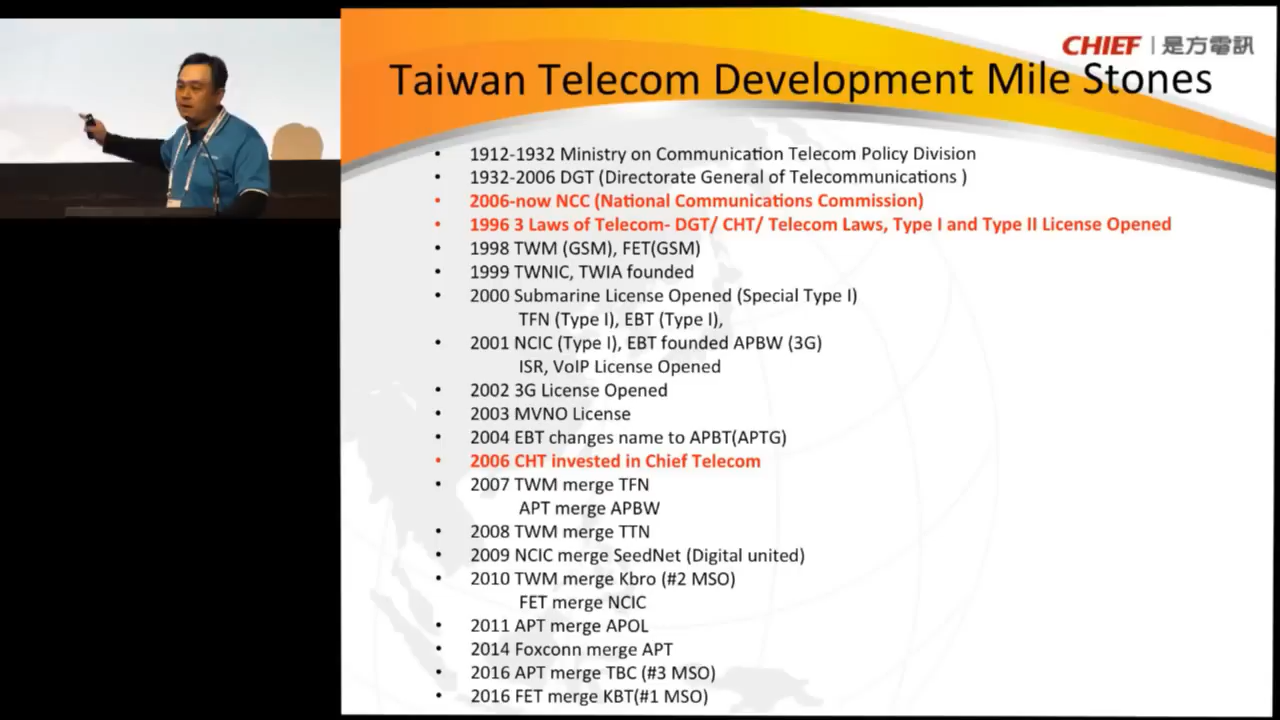 CHIEF 是方電訊
Taiwan Telecom Development Mile Stones
• 1912-1932 Ministry on Communication Telecom Policy Division
• 1932-2006 DGT (Directorate General of Telecommunications )
• 2006-now NCC (National Communications Commission)
• 1996 3 Laws of Telecom- DGT/ CHT/ Telecom Laws, Type I and Type II License Opened
• 1998 TWM (GSM), FET(GSM)
• 1999 TWNIC, TWIA founded
• 2000 Submarine License Opened (Special Type I)
TFN (Type I), EBT (Type I),
• 2001 NCIC (Type I), EBT founded APBW (3G)
ISR, VoIP License Opened
• 2002 3G License Opened
• 2003 MVNO License
• 2004 EBT changes name to APBT(APTG)
• 2006 CHT invested in Chief Telecom
• 2007 TWM merge TFN
APT merge APBW
• 2008 TWM merge TTN
• 2009 NCIC merge SeedNet (Digital united)
• 2010 TWM merge Kbro (#2 MSO)
FET merge NCIC
• 2011 APT merge APOL
• 2014 Foxconn merge APT
• 2016 APT merge TBC (#3 MSO)
• 2016 FET merge KBT(#1 MSO)